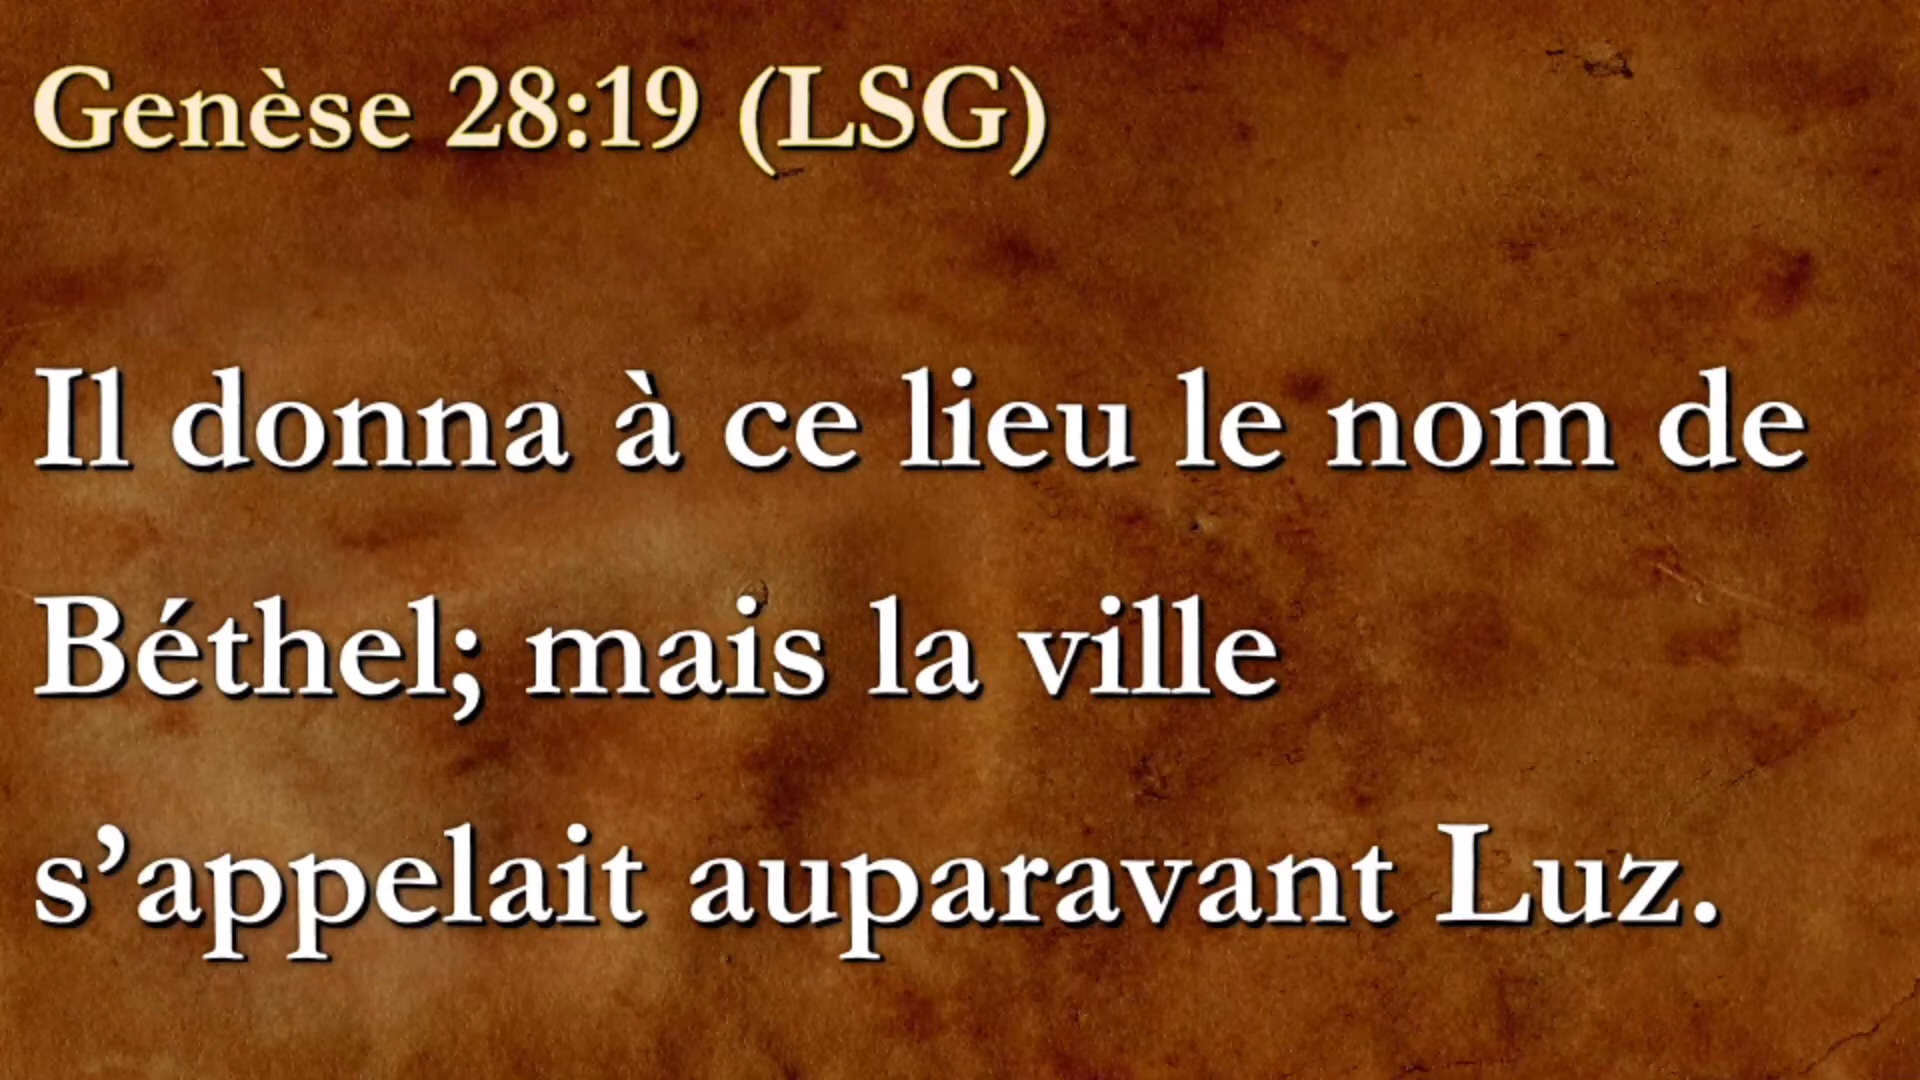 Genèse 28:19 (LSG)
Il donna à ce lieu le nom de
Béthel; mais la ville
s’appelait auparavant Luz.